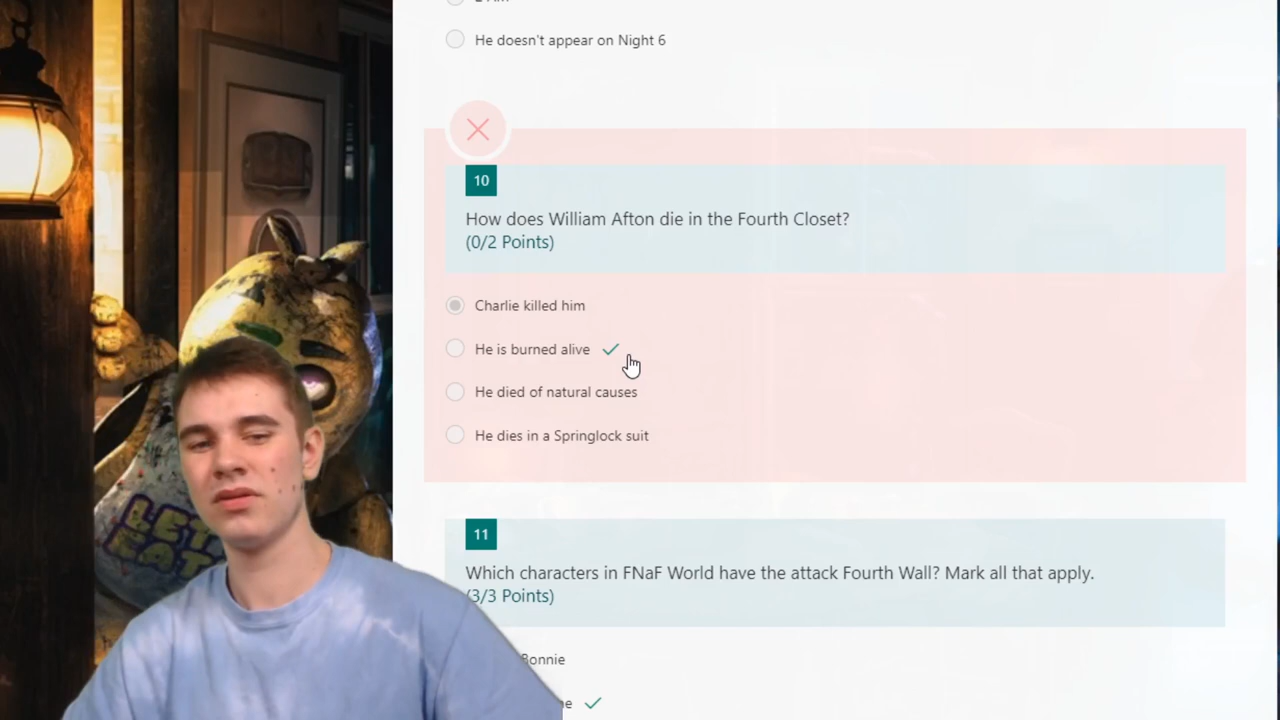 He doesn't appear on Night 6
10
How does William Afton die in the Fourth Closet?
(0/2 Points)
Charlie killed him
He is burned alive
He died of natural causes
He dies in a Springlock suit
LET'S
EAT
11
Which characters in FNaF World have the attack Fourth Wall? Mark all that apply.
(3/3 Points)
Bonnie